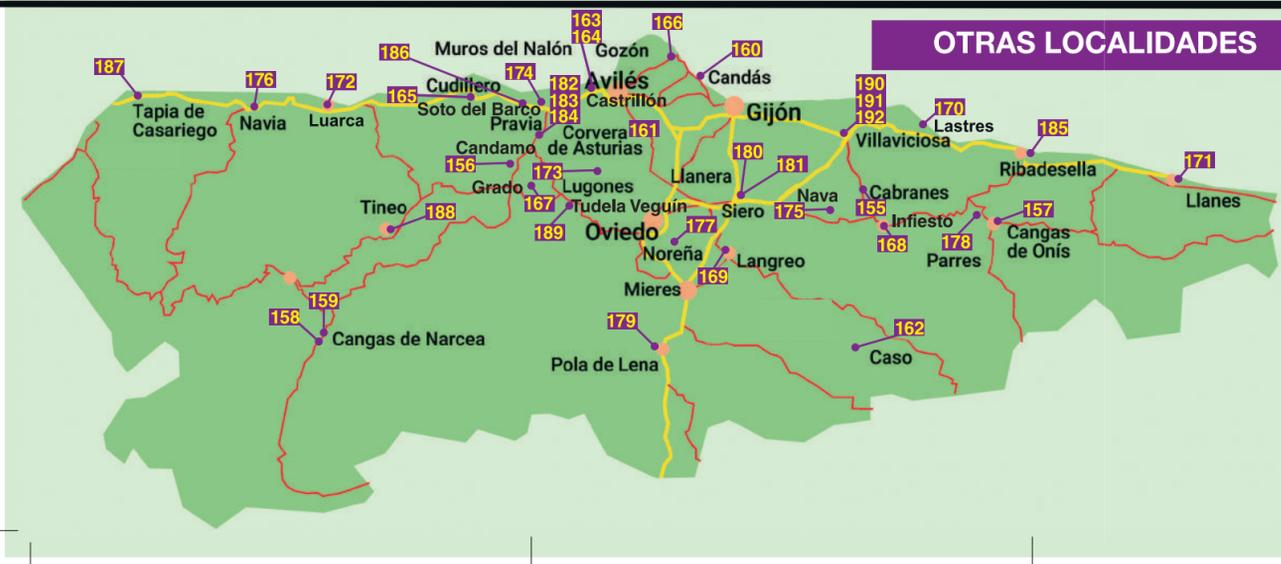 OTRAS LOCALIDADES
163
164
166
186
Muros del Nalón
Gozón
160
187
176
172
174
182
183
184
Avilés
Candás
190
191
192
165
Cudillero
Castrillón
Soto del Barco
Gijón
170
Lastres
Tapia de
Casariego
Navia
Luarca
Pravia
Corvera
de Asturias
161
Villaviciosa
185
Candamo
180
181
171
156
173
Llanera
Ribadesella
Grado
167
Lugones
Nava
Cabranes
Llanes
Tineo
188
Tudela Veguín
Siero
175
155
Infiesto
157
189
Oviedo
177
168
178
Cangas
de Onís
Noreña
169
Langreo
Parres
Mieres
159
158
Cangas de Narcea
179
162
Pola de Lena
Caso